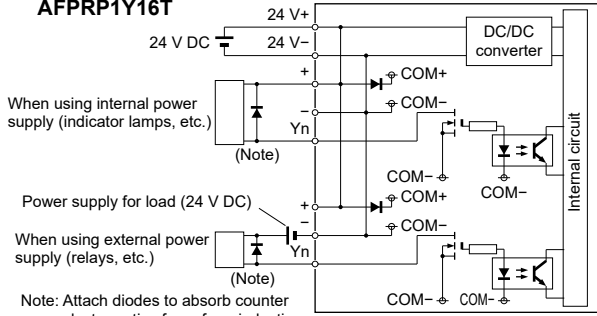 AFPRP1Y16T
24 V+
24 V DC
24 V−
DC/DC
converter
+
COM+
When using internal power
supply (indicator lamps, etc.)
−
COM−
Yn
(Note)
COM−
COM−
Internal circuit
Power supply for load (24 V DC)
+
COM+
−
COM−
When using external power
supply (relays, etc.)
Yn
(Note)
COM−
COM−
Note: Attach diodes to absorb counter